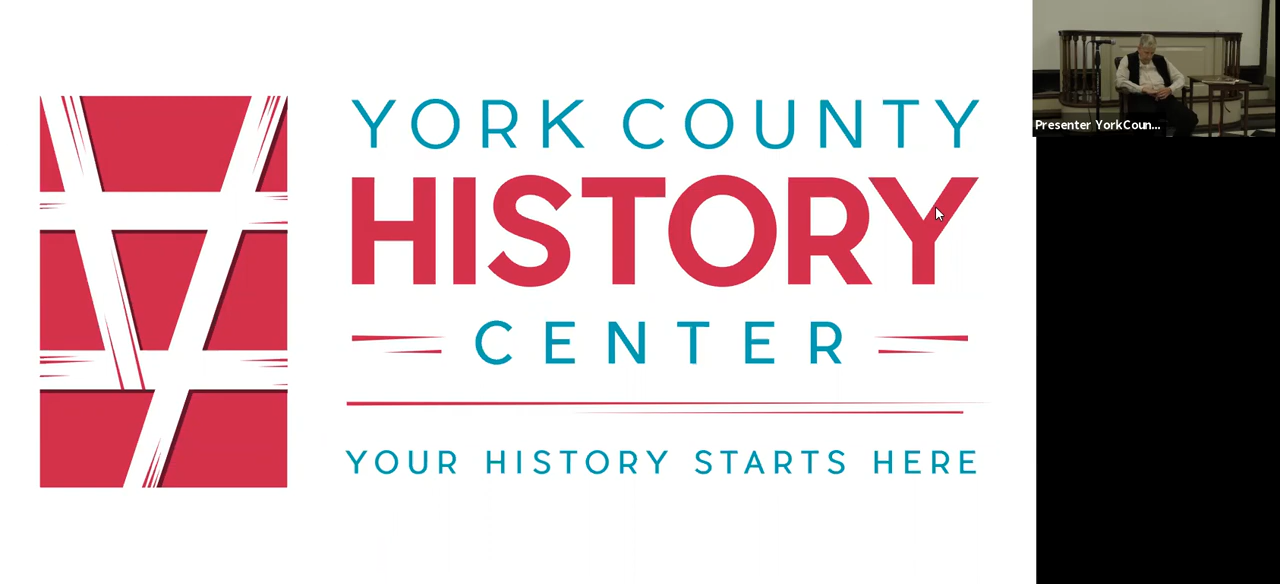 YORK COUNTY
HISTORY
CENTER
YOUR HISTORY STARTS HERE
Presenter YorkCoun...